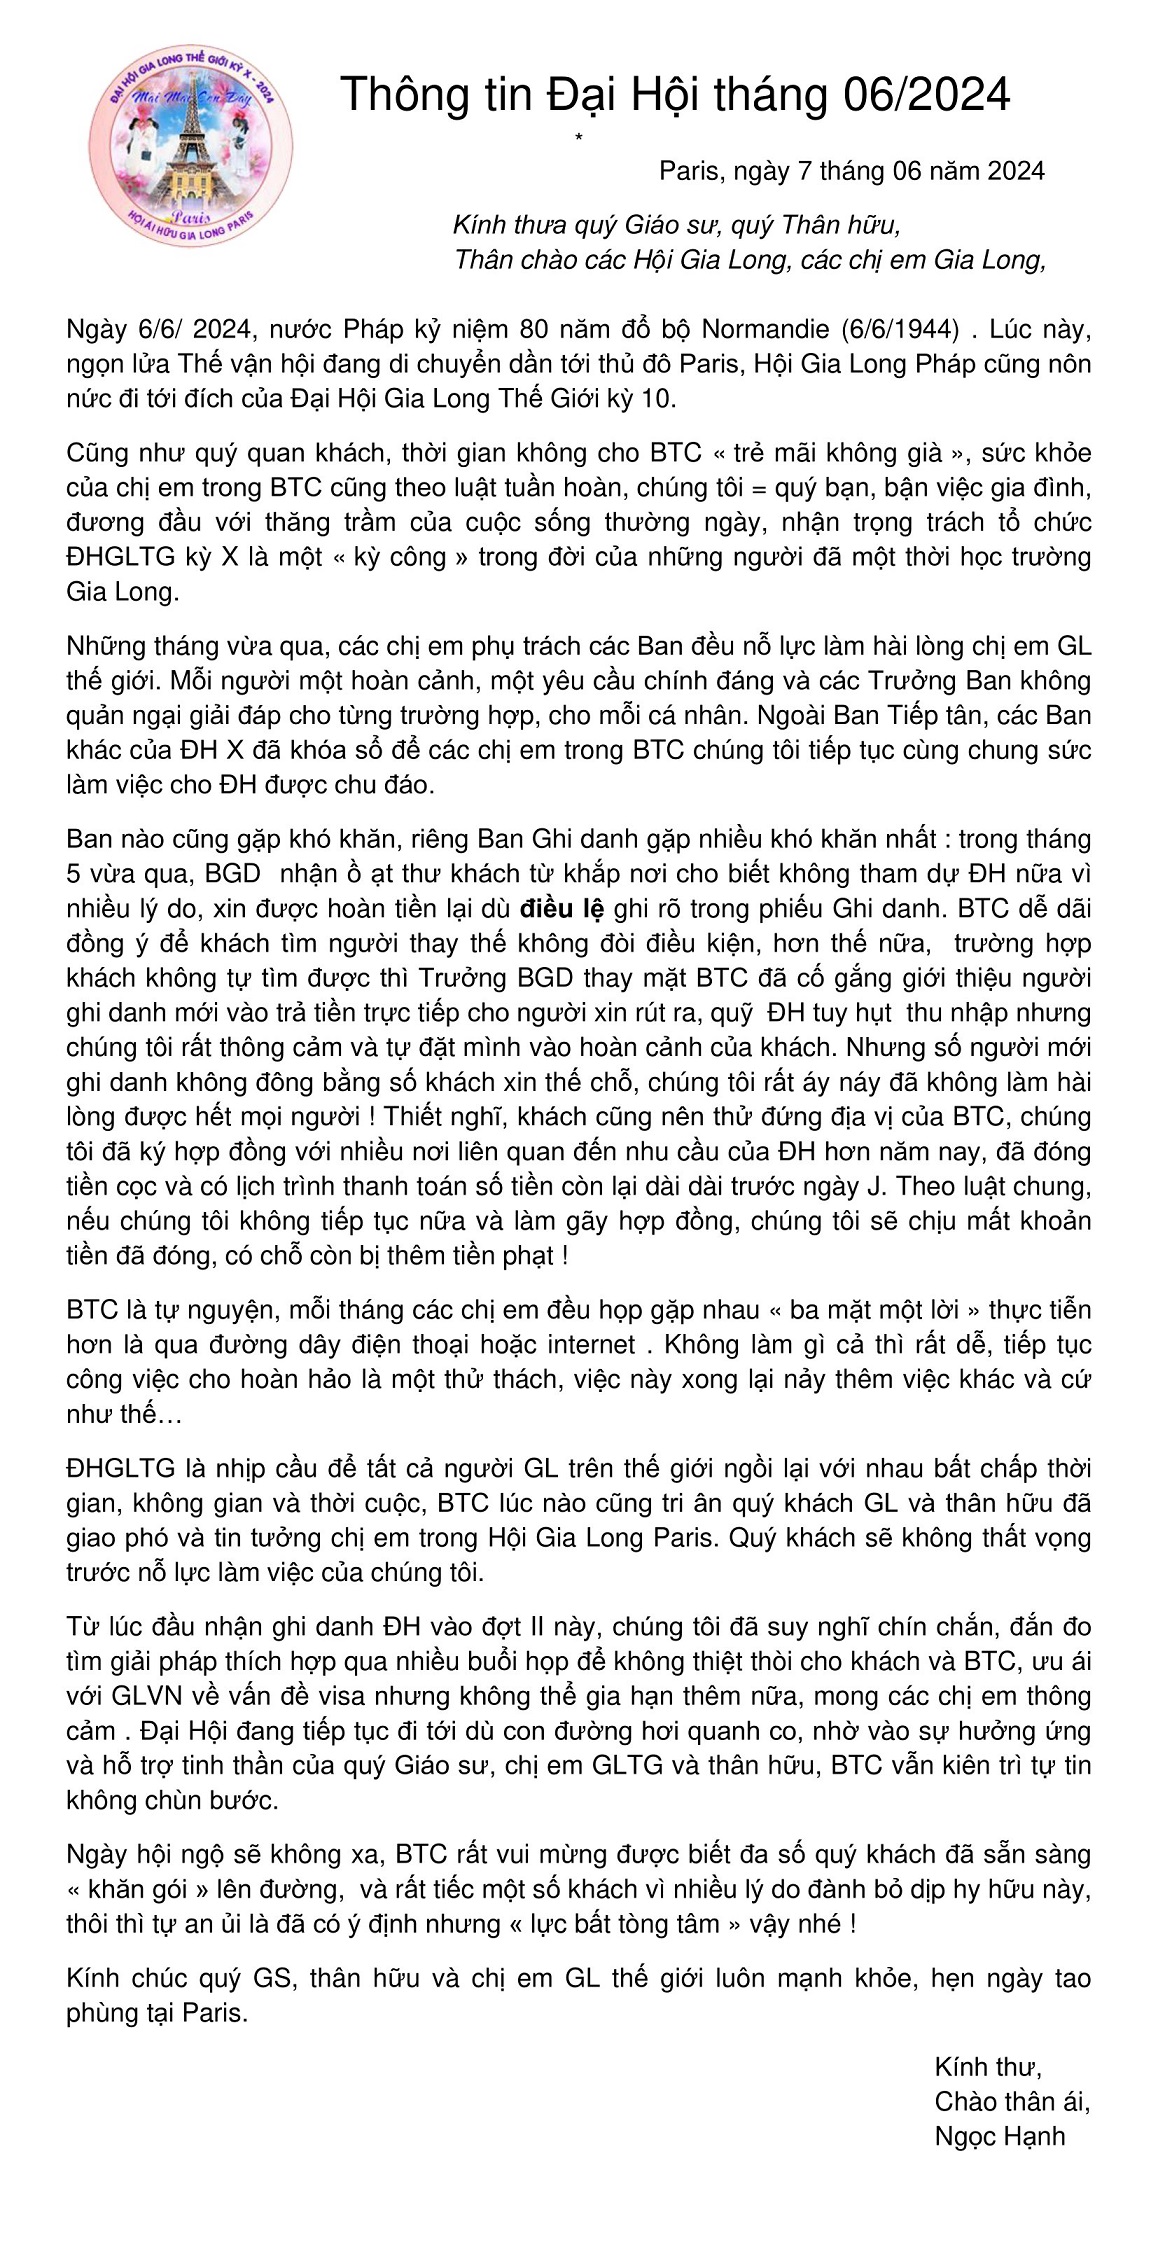 ĐẠI HỘI GIA LONG THẾ GIỚI KỲ X - 2024
Mãi Mãi Còn Đây
Paris
HỘI ÁI HỮU GIA LONG PARIS
Thông tin Đại Hội tháng 06/2024
*
Paris, ngày 7 tháng 06 năm 2024
Kính thưa quý Giáo sư, quý Thân hữu,
Thân chào các Hội Gia Long, các chị em Gia Long,
Ngày 6/6/ 2024, nước Pháp kỷ niệm 80 năm đổ bộ Normandie (6/6/1944) . Lúc này,
ngọn lửa Thế vận hội đang di chuyển dần tới thủ đô Paris, Hội Gia Long Pháp cũng nôn
nức đi tới đích của Đại Hội Gia Long Thế Giới kỳ 10.
Cũng như quý quan khách, thời gian không cho BTC « trẻ mãi không già », sức khỏe
của chị em trong BTC cũng theo luật tuần hoàn, chúng tôi = quý bạn, bận việc gia đình,
đương đầu với thăng trầm của cuộc sống thường ngày, nhận trọng trách tổ chức
ĐHGLTG kỳ X là một « kỳ công » trong đời của những người đã một thời học trường
Gia Long.
Những tháng vừa qua, các chị em phụ trách các Ban đều nỗ lực làm hài lòng chị em GL
thế giới. Mỗi người một hoàn cảnh, một yêu cầu chính đáng và các Trưởng Ban không
quản ngại giải đáp cho từng trường hợp, cho mỗi cá nhân. Ngoài Ban Tiếp tân, các Ban
khác của ĐH X đã khóa sổ để các chị em trong BTC chúng tôi tiếp tục cùng chung sức
làm việc cho ĐH được chu đáo.
Ban nào cũng gặp khó khăn, riêng Ban Ghi danh gặp nhiều khó khăn nhất : trong tháng
5 vừa qua, BGD nhận ồ ạt thư khách từ khắp nơi cho biết không tham dự ĐH nữa vì
nhiều lý do, xin được hoàn tiền lại dù điều lệ ghi rõ trong phiếu Ghi danh. BTC dễ dãi
đồng ý để khách tìm người thay thế không đòi điều kiện, hơn thế nữa, trường hợp
khách không tự tìm được thì Trưởng BGD thay mặt BTC đã cố gắng giới thiệu người
ghi danh mới vào trả tiền trực tiếp cho người xin rút ra, quỹ ĐH tuy hụt thu nhập nhưng
chúng tôi rất thông cảm và tự đặt mình vào hoàn cảnh của khách. Nhưng số người mới
ghi danh không đông bằng số khách xin thế chỗ, chúng tôi rất áy náy đã không làm hài
lòng được hết mọi người ! Thiết nghĩ, khách cũng nên thử đứng địa vị của BTC, chúng
tôi đã ký hợp đồng với nhiều nơi liên quan đến nhu cầu của ĐH hơn năm nay, đã đóng
tiền cọc và có lịch trình thanh toán số tiền còn lại dài dài trước ngày J. Theo luật chung,
nếu chúng tôi không tiếp tục nữa và làm gãy hợp đồng, chúng tôi sẽ chịu mất khoản
tiền đã đóng, có chỗ còn bị thêm tiền phạt !
BTC là tự nguyện, mỗi tháng các chị em đều họp gặp nhau « ba mặt một lời » thực tiễn
hơn là qua đường dây điện thoại hoặc internet . Không làm gì cả thì rất dễ, tiếp tục
công việc cho hoàn hảo là một thử thách, việc này xong lại nảy thêm việc khác và cứ
như thế…
ĐHGLTG là nhịp cầu để tất cả người GL trên thế giới ngồi lại với nhau bất chấp thời
gian, không gian và thời cuộc, BTC lúc nào cũng tri ân quý khách GL và thân hữu đã
giao phó và tin tưởng chị em trong Hội Gia Long Paris. Quý khách sẽ không thất vọng
trước nỗ lực làm việc của chúng tôi.
Từ lúc đầu nhận ghi danh ĐH vào đợt II này, chúng tôi đã suy nghĩ chín chắn, đắn đo
tìm giải pháp thích hợp qua nhiều buổi họp để không thiệt thòi cho khách và BTC, ưu ái
với GLVN về vấn đề visa nhưng không thể gia hạn thêm nữa, mong các chị em thông
cảm . Đại Hội đang tiếp tục đi tới dù con đường hơi quanh co, nhờ vào sự hưởng ứng
và hỗ trợ tinh thần của quý Giáo sư, chị em GLTG và thân hữu, BTC vẫn kiên trì tự tin
không chùn bước.
Ngày hội ngộ sẽ không xa, BTC rất vui mừng được biết đa số quý khách đã sẵn sàng
« khăn gói » lên đường, và rất tiếc một số khách vì nhiều lý do đành bỏ dịp hy hữu này,
thôi thì tự an ủi là đã có ý định nhưng « lực bất tòng tâm » vậy nhé !
Kính chúc quý GS, thân hữu và chị em GL thế giới luôn mạnh khỏe, hẹn ngày tao
phùng tại Paris.
Kính thư,
Chào thân ái,
Ngọc Hạnh